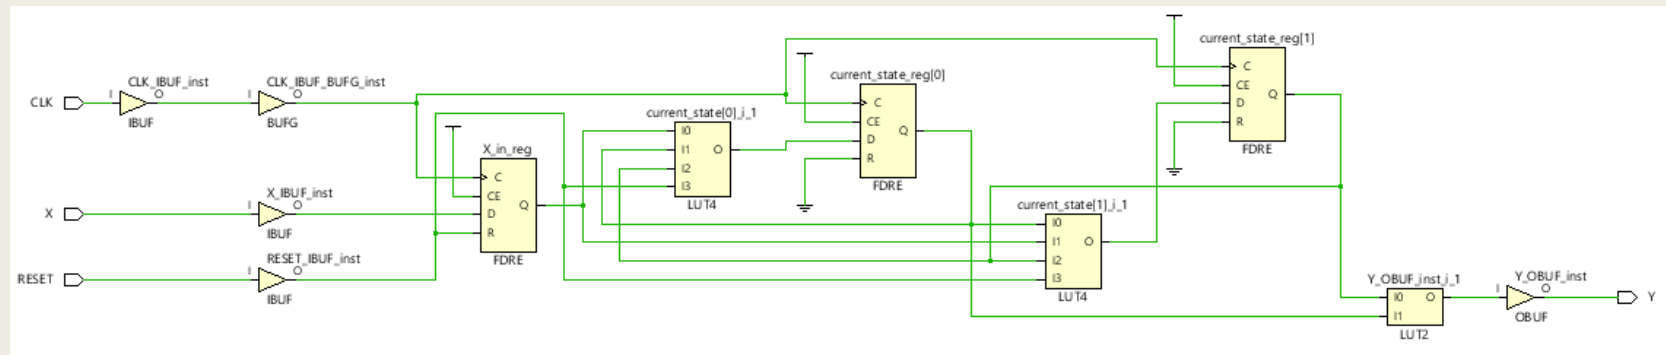 CLK
I
CLK_IBUF_inst
O
IBUF
I
CLK_IBUF_BUFG_inst
O
BUFG
X
I
X_IBUF_inst
O
IBUF
RESET
I
RESET_IBUF_inst
O
IBUF
X_in_reg
C
CE
D
R
Q
FDRE
current_state[0]_i_1
I0
I1
I2
I3
O
LUT4
current_state_reg[0]
C
CE
D
R
Q
FDRE
current_state[1]_i_1
I0
I1
I2
I3
O
LUT4
current_state_reg[1]
C
CE
D
R
Q
FDRE
Y_OBUF_inst_i_1
I0
I1
O
LUT2
I
Y_OBUF_inst
O
OBUF
Y